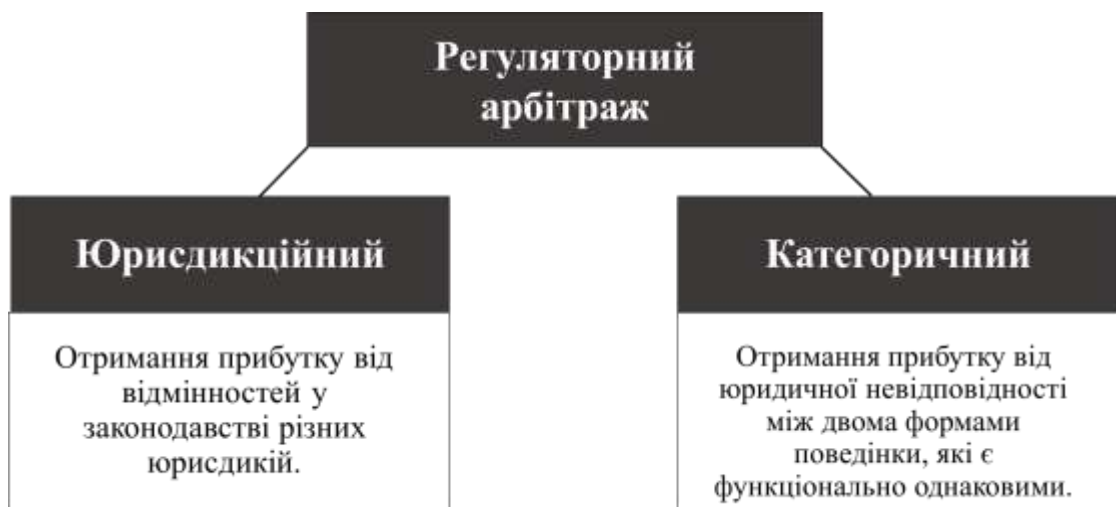 Регуляторний
арбітраж
Юрисдикційний
Отримання прибутку від
відмінностей у
законодавстві різних
юрисдикій.
Категоричний
Отримання прибутку від
юридичної невідповідності
між двома формами
поведінки, які є
функціонально однаковими.